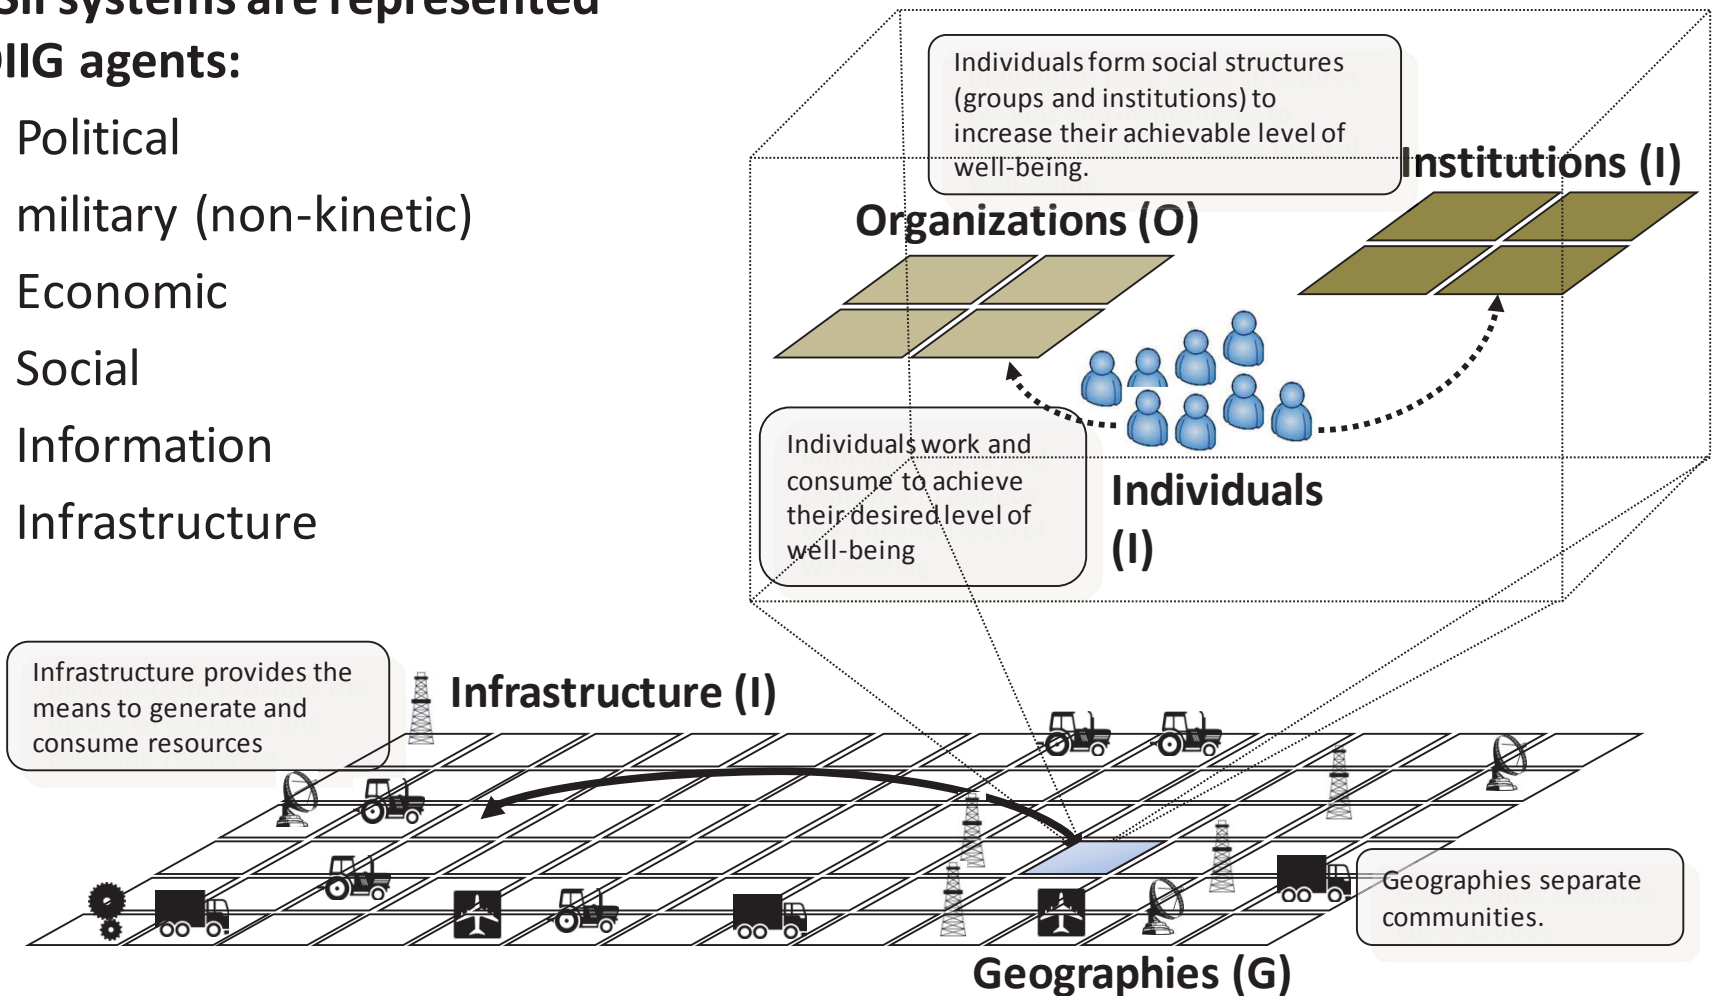 SII systems are represented
OIIG agents:
Political
military (non-kinetic)
Economic
Social
Information
Infrastructure
Individuals form social structures
(groups and institutions) to
increase their achievable level of
well-being.
Institutions (I)
Organizations (O)
Individuals work and
consume to achieve
their desired level of
well-being
Individuals
(I)
Infrastructure provides the
means to generate and
consume resources
Infrastructure (I)
Geographies separate
communities.
Geographies (G)